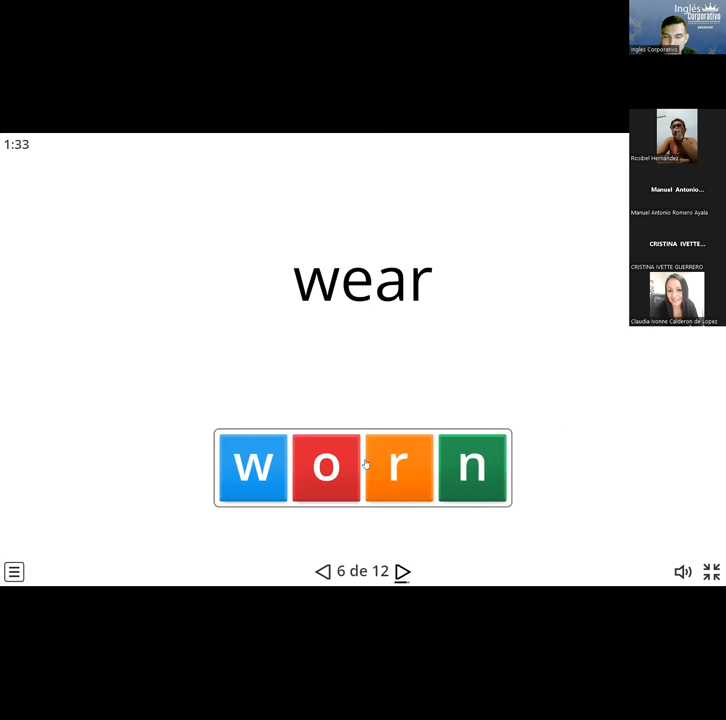 Inglés
Corporativo
Ingles Corporativo
1:33
Rosibel Hernández
Manuel Antonio...
Manuel Antonio Romero Ayala
CRISTINA IVETTE...
CRISTINA IVETTE GUERRERO
Claudia Ivonne Calderon de Lopez
wear
w o r n
6 de 12